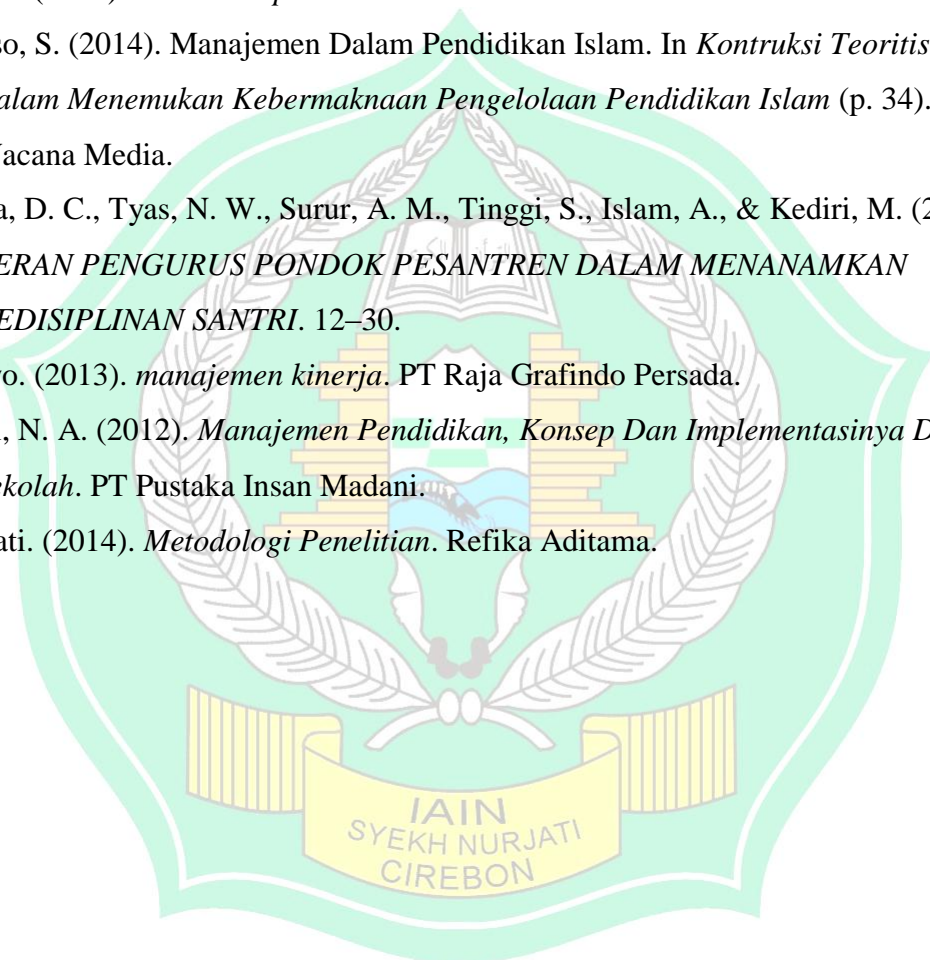 so, S. (2014). Manajemen Dalam Pendidikan Islam. In Kontruksi Teoritis
alam Menemukan Kebermaknaan Pengelolaan Pendidikan Islam (p. 34).
acana Media.
a, D. C., Tyas, N. W., Surur, A. M., Tinggi, S., Islam, A., & Kediri, M. (2
ERAN PENGURUS PONDOK PESANTREN DALAM MENANAMKAN
EDISIPLINAN SANTRI. 12–30.
o. (2013). manajemen kinerja. PT Raja Grafindo Persada.
, N. A. (2012). Manajemen Pendidikan, Konsep Dan Implementasinya D
ekolah. PT Pustaka Insan Madani.
ati. (2014). Metodologi Penelitian. Refika Aditama.
IAIN
SYEKH NURJATI
CIREBON